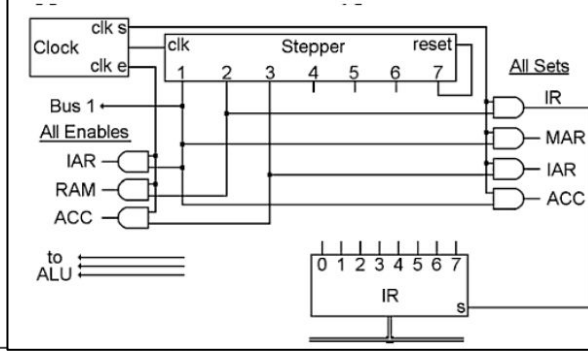 clk s
Clock
clk e
clk Stepper reset
1 2 3 4 5 6 7
Bus 1
All Enables
IAR
RAM
ACC
to
ALU
All Sets
IR
MAR
IAR
ACC
0 1 2 3 4 5 6 7
IR
s